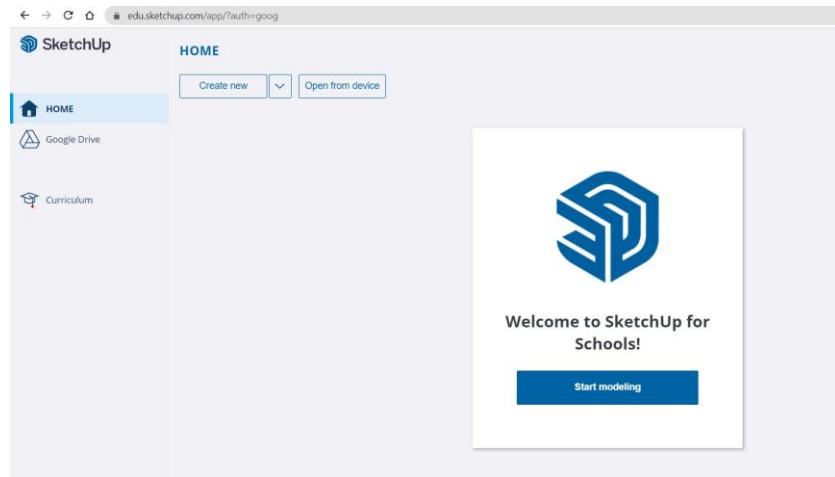 edu.sketchup.com/app/?auth=goog
SketchUp
HOME
Create new
Open from device
HOME
Google Drive
Curriculum
Welcome to SketchUp for
Schools!
Start modeling